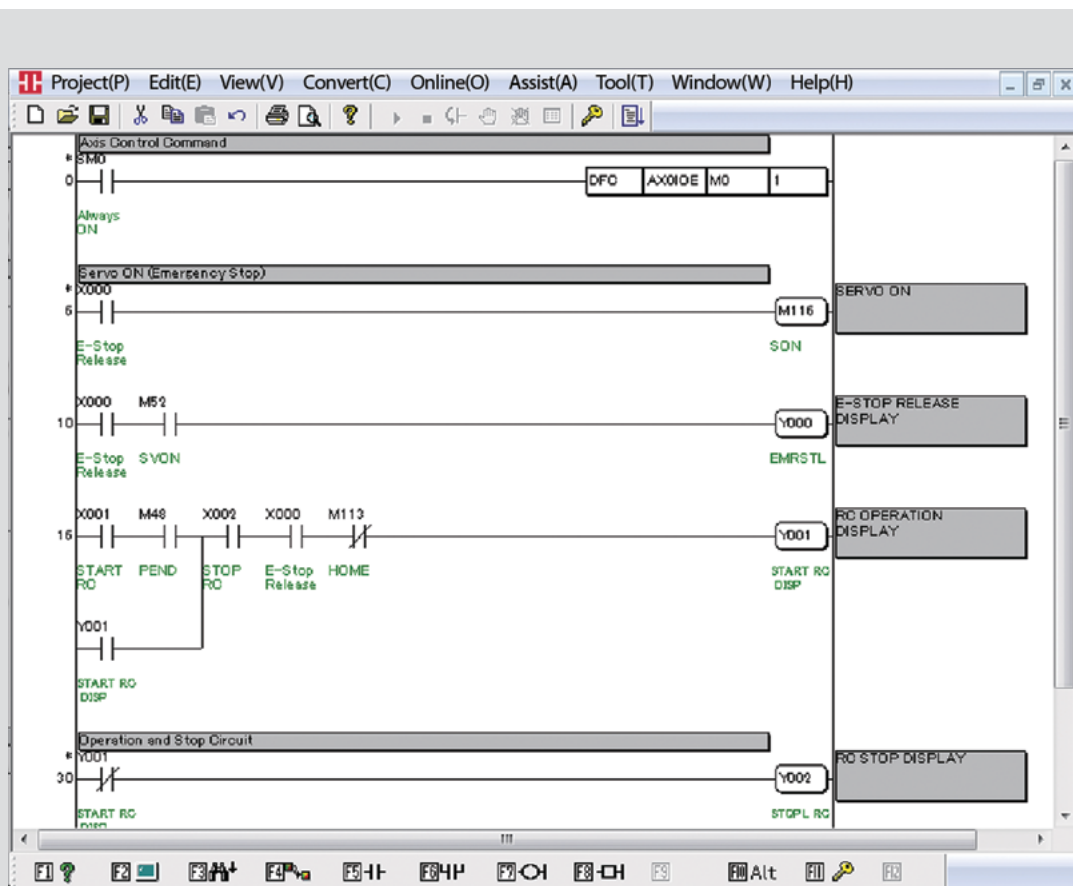 Project(P) Edit(E) View(V) Convert(C) Online(O) Assist(A) Tool(T) Window(W) Help(H)
Axis Control Command
* SM0
0 DFC AX0IOE M0 1
Always
ON
Servo ON (Emergency Stop)
* X000
6 M116 SERVO ON
E-Stop SON
Release
X000 M52
10 Y000 E-STOP RELEASE
DISPLAY
E-Stop SVON EMRSTL
Release
X001 M48 X002 X000 M113
16 Y001 RC OPERATION
DISPLAY
START PEND STOP E-Stop HOME START RC
RC RC Release DISP
Y001
START RC
DISP
Operation and Stop Circuit
* Y001
30 Y002 RC STOP DISPLAY
START RC STOPL RC
DISP
F1 F2 F3 F4 F5 F6 F7 F8 F9 F10 Alt F11 F12